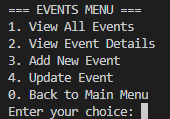 === EVENTS MENU ===
1. View All Events
2. View Event Details
3. Add New Event
4. Update Event
0. Back to Main Menu
Enter your choice: